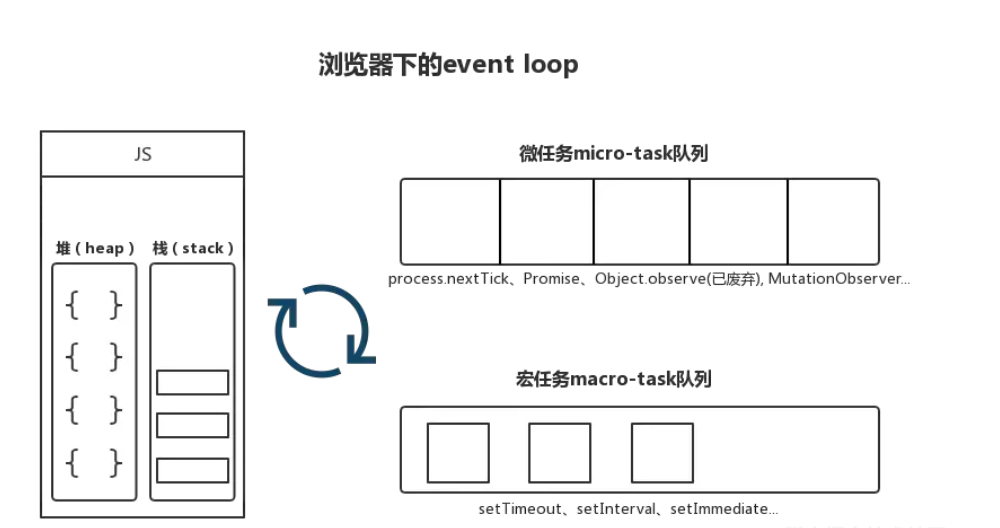 浏览器下的event loop
JS
微任务micro-task队列
堆（heap） 栈（stack）
{ }
{ }
{ }
{ }
process.nextTick、Promise、Object.observe(已废弃), MutationObserver...
宏任务macro-task队列
setTimeout、setInterval、setImmediate...